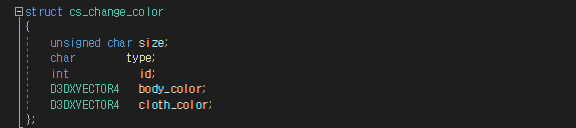 struct cs_change_color
{
unsigned char size;
char type;
int id;
D3DXVECTOR4 body_color;
D3DXVECTOR4 cloth_color;
};